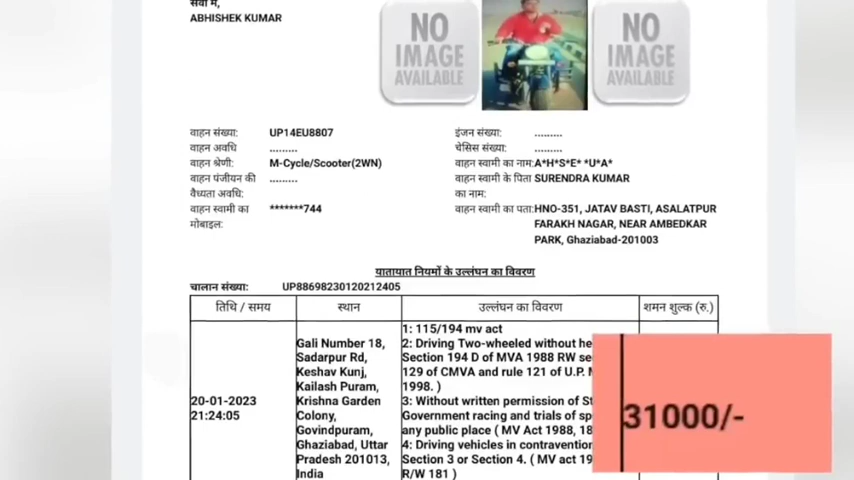 सेवा में,
ABHISHEK KUMAR
NO IMAGE AVAILABLE
NO IMAGE AVAILABLE
वाहन संख्या: UP14EU8807
इंजन संख्या: .........
वाहन अवधि .........
चेसिस संख्या: .........
वाहन श्रेणी: M-Cycle/Scooter(2WN)
वाहन स्वामी का नाम: A*H*S*E* *U*A*
वाहन पंजीयन की वैध्यता अवधि: .........
वाहन स्वामी के पिता का नाम: SURENDRA KUMAR
वाहन स्वामी का मोबाइल: *******744
वाहन स्वामी का पता: HNO-351, JATAV BASTI, ASALATPUR
FARAKH NAGAR, NEAR AMBEDKAR
PARK, Ghaziabad-201003
यातायात नियमों के उल्लंघन का विवरण
चालान संख्या: UP88698230120212405
तिथि / समय स्थान उल्लंघन का विवरण शमन शुल्क (रु.)
20-01-2023
21:24:05
Gali Number 18,
Sadarpur Rd,
Keshav Kunj,
Kailash Puram,
Krishna Garden
Colony,
Govindpuram,
Ghaziabad, Uttar
Pradesh 201013,
India
1: 115/194 mv act
2: Driving Two-wheeled without he
Section 194 D of MVA 1988 RW se
129 of CMVA and rule 121 of U.P.
1998. )
3: Without written permission of St
Government racing and trials of sp
any public place ( MV Act 1988, 18
4: Driving vehicles in contravention
Section 3 or Section 4. ( MV act 19
R/W 181 )
31000/-